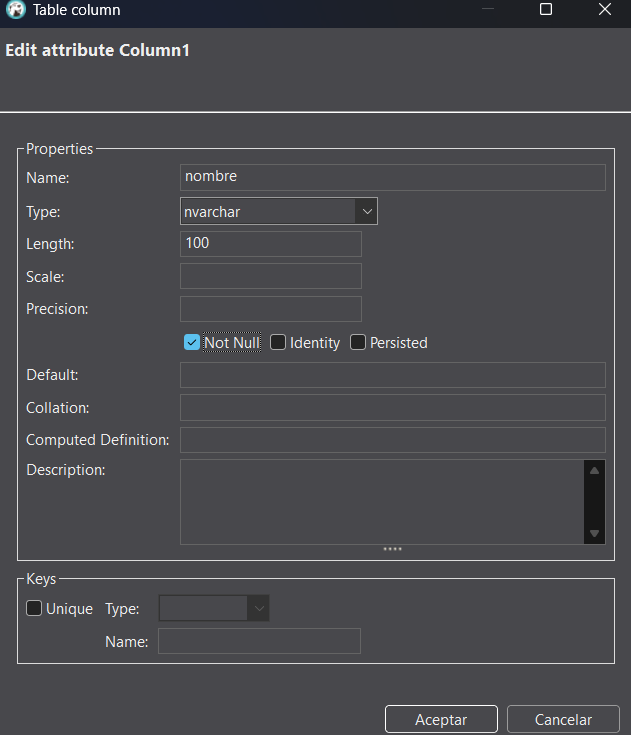 Table column
Edit attribute Column1
Properties
Name: nombre
Type: nvarchar
Length: 100
Scale:
Precision:
Not Null Identity Persisted
Default:
Collation:
Computed Definition:
Description:
Keys
Unique Type:
Name:
Aceptar Cancelar